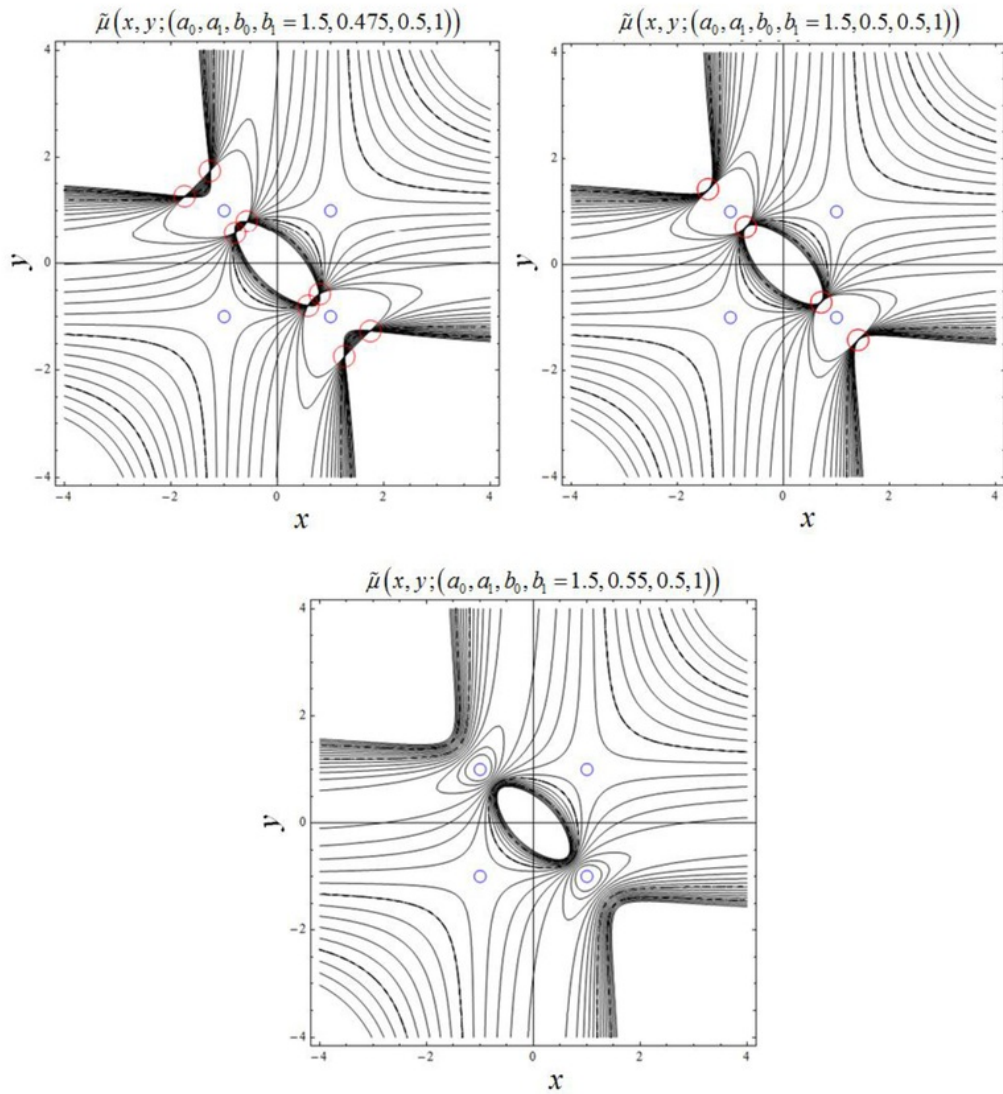 μ̃(x, y;(a₀, a₁, b₀, b₁ = 1.5, 0.475, 0.5, 1))
4
2
0
−2
−4
y
−4 −2 0 2 4
x
μ̃(x, y;(a₀, a₁, b₀, b₁ = 1.5, 0.5, 0.5, 1))
4
2
0
−2
−4
y
−4 −2 0 2 4
x
μ̃(x, y;(a₀, a₁, b₀, b₁ = 1.5, 0.55, 0.5, 1))
4
2
0
−2
−4
y
−4 −2 0 2 4
x